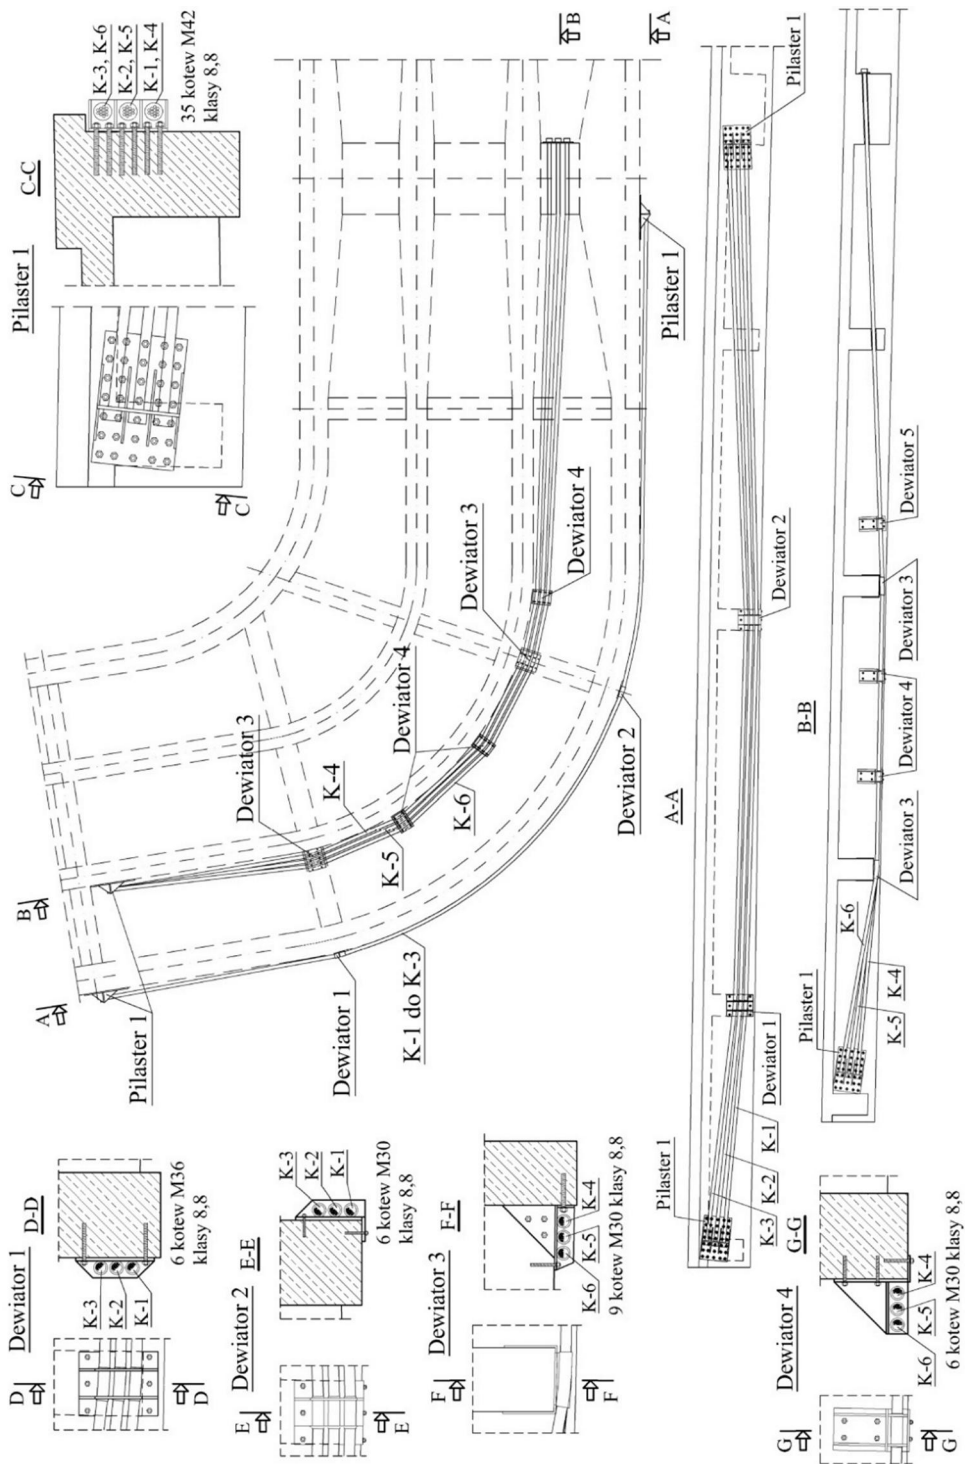 Dewiator 1
D-D
D
D
K-3
K-2
K-1
6 kotew M36
klasy 8,8
Dewiator 2
E-E
E
E
K-3
K-2
K-1
6 kotew M30
klasy 8,8
Dewiator 3
F-F
F
F
K-4
K-5
K-6
9 kotew M30 klasy 8,8
Dewiator 4
G-G
G
G
K-4
K-5
K-6
6 kotew M30 klasy 8,8
Pilaster 1
C-C
C
C
K-3, K-6
K-2, K-5
K-1, K-4
35 kotew M42
klasy 8,8
A
B
Pilaster 1
Dewiator 1
K-1 do K-3
Dewiator 3
K-4
K-5
Dewiator 4
K-6
Dewiator 3
Dewiator 4
Dewiator 2
Pilaster 1
B
A
A-A
Pilaster 1
K-3
K-2
K-1
Dewiator 1
Dewiator 2
Pilaster 1
B-B
Pilaster 1
K-5
K-4
K-6
Dewiator 3
Dewiator 4
Dewiator 3
Dewiator 5